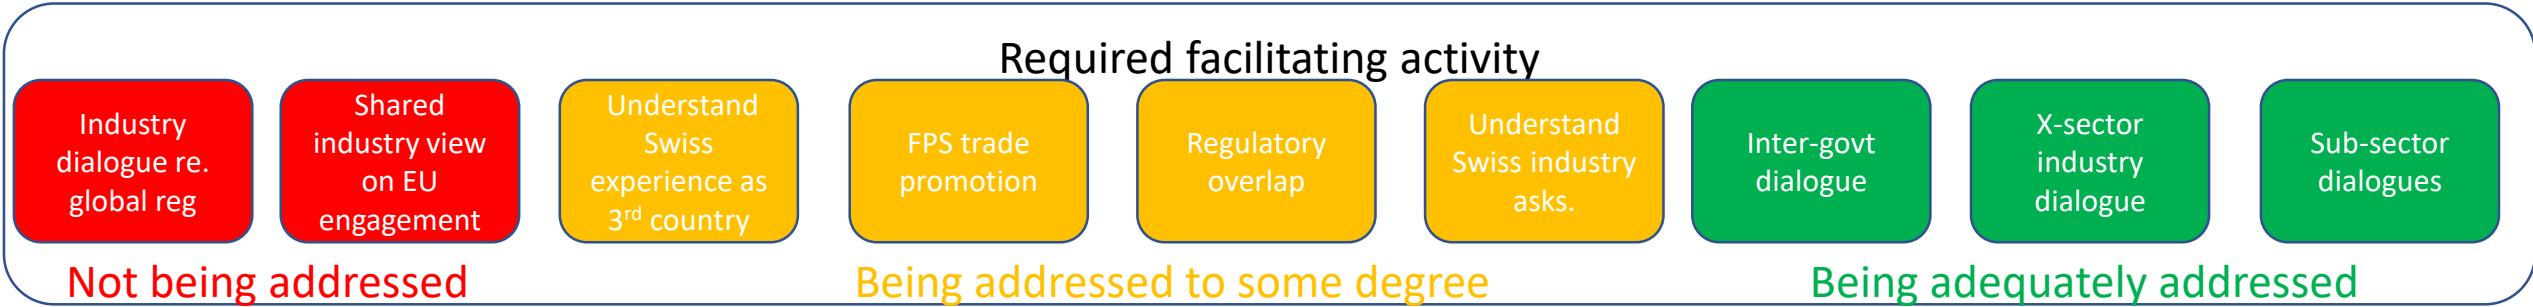 Required facilitating activity
Industry
dialogue re.
global reg
Shared
industry view
on EU
engagement
Understand
Swiss
experience as
3rd country
FPS trade
promotion
Regulatory
overlap
Understand
Swiss industry
asks.
Inter-govt
dialogue
X-sector
industry
dialogue
Sub-sector
dialogues
Not being addressed
Being addressed to some degree
Being adequately addressed